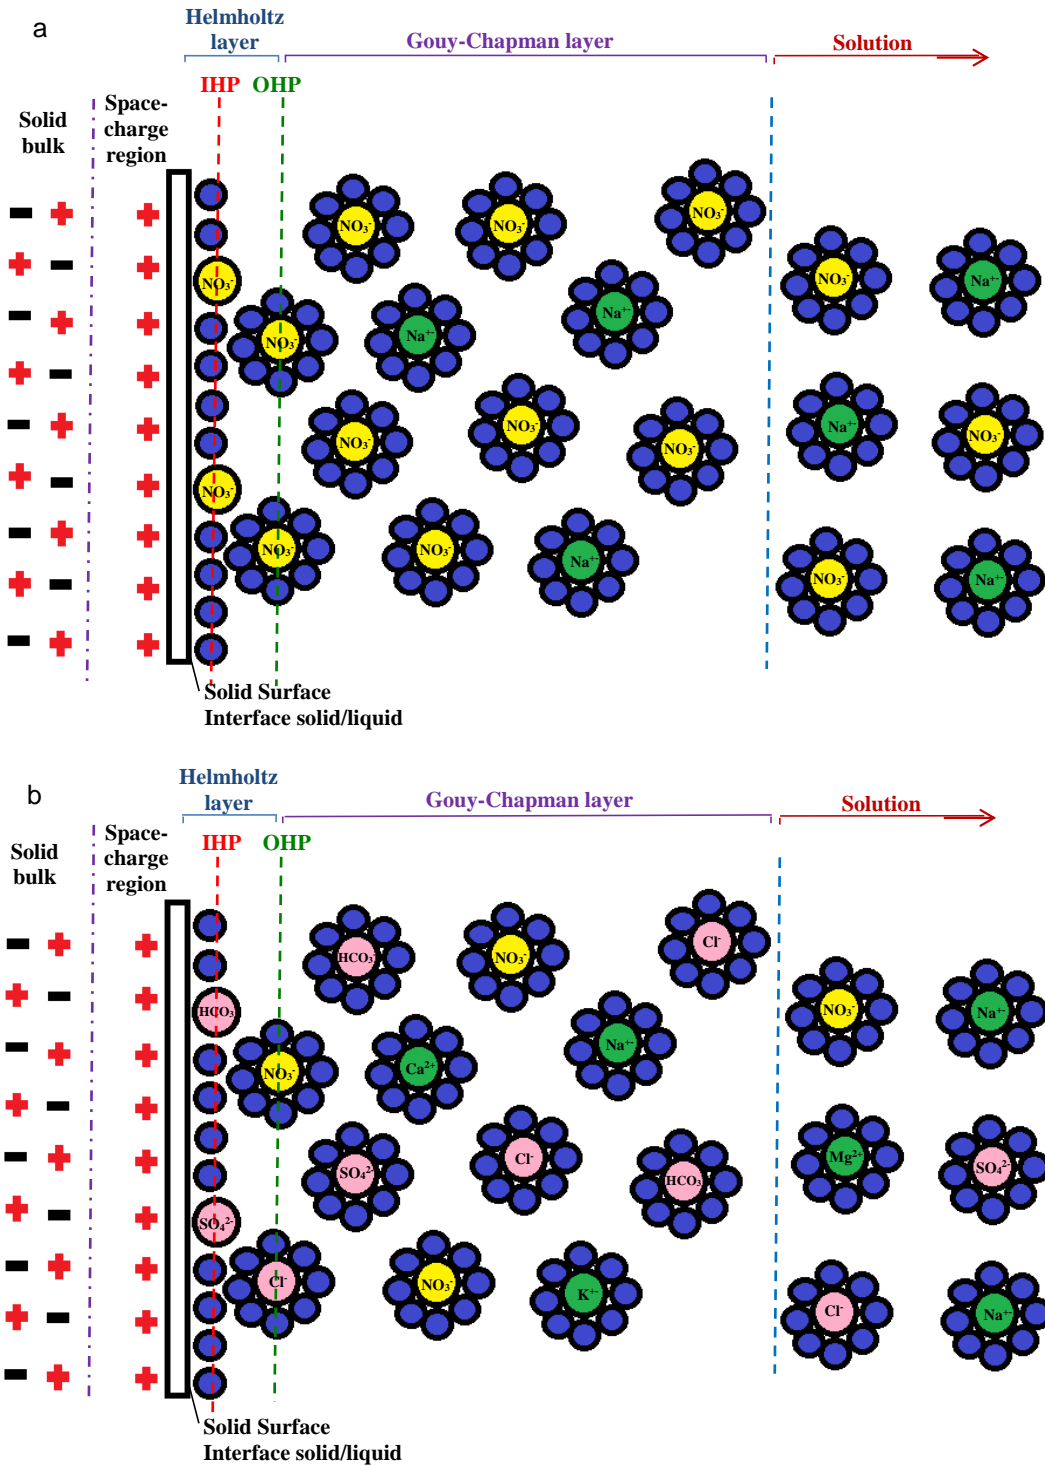 a
Helmholtz
layer
Gouy-Chapman layer
Solution
IHP OHP
Solid
bulk
Space-
charge
region
NO₃⁻
NO₃⁻
NO₃⁻
NO₃⁻
Na⁺⁻
NO₃⁻
NO₃⁻
Na⁺⁻
Na⁺⁻
NO₃⁻
NO₃⁻
NO₃⁻
NO₃⁻
Na⁺⁻
NO₃⁻
NO₃⁻
NO₃⁻
NO₃⁻
Na⁺⁻
NO₃⁻
Na⁺⁻
Solid Surface
Interface solid/liquid
b
Helmholtz
layer
Gouy-Chapman layer
Solution
IHP OHP
Solid
bulk
Space-
charge
region
HCO₃⁻
NO₃⁻
Cl⁻
HCO₃
NO₃⁻
Na⁺⁻
NO₃⁻
Ca²⁺
Na⁺⁻
SO₄²⁻
Cl⁻
HCO₃
Mg²⁺
SO₄²⁻
SO₄²⁻
Cl⁻
NO₃⁻
K⁺⁻
Cl⁻
Na⁺⁻
Solid Surface
Interface solid/liquid